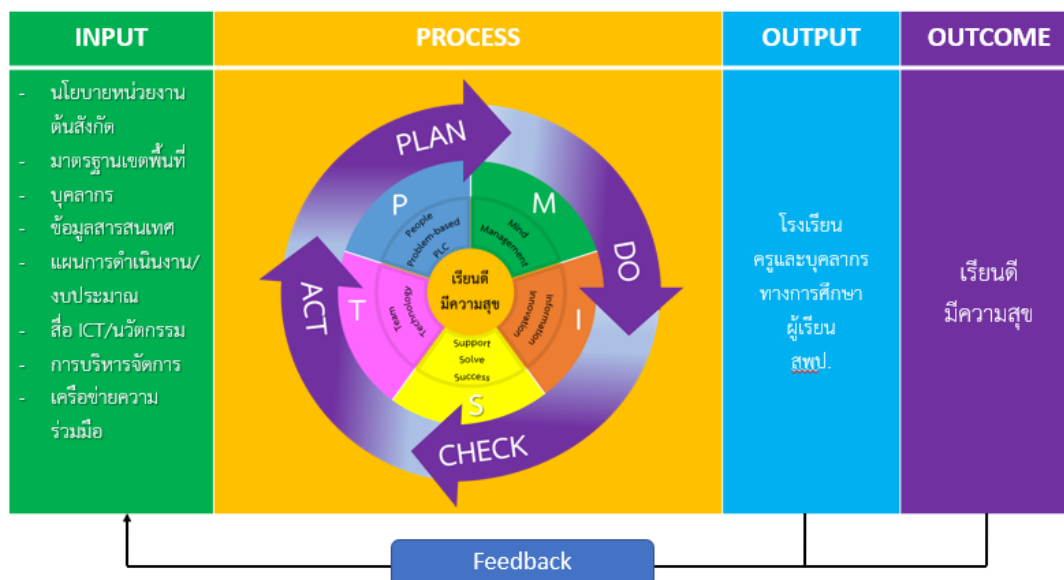 INPUT
PROCESS
OUTPUT
OUTCOME
- นโยบายหน่วยงาน
ต้นสังกัด
- มาตรฐานเขตพื้นที่
- บุคลากร
- ข้อมูลสารสนเทศ
- แผนการดำเนินงาน/
งบประมาณ
- สื่อ ICT/นวัตกรรม
- การบริหารจัดการ
- เครือข่ายความ
ร่วมมือ
PLAN
DO
CHECK
ACT
P
People
Problem-based
PLC
M
Mind
Management
I
Information
Innovation
S
Support
Solve
Success
T
Technology
Team
เรียนดี
มีความสุข
โรงเรียน
ครูและบุคลากร
ทางการศึกษา
ผู้เรียน
สพป.
เรียนดี
มีความสุข
Feedback